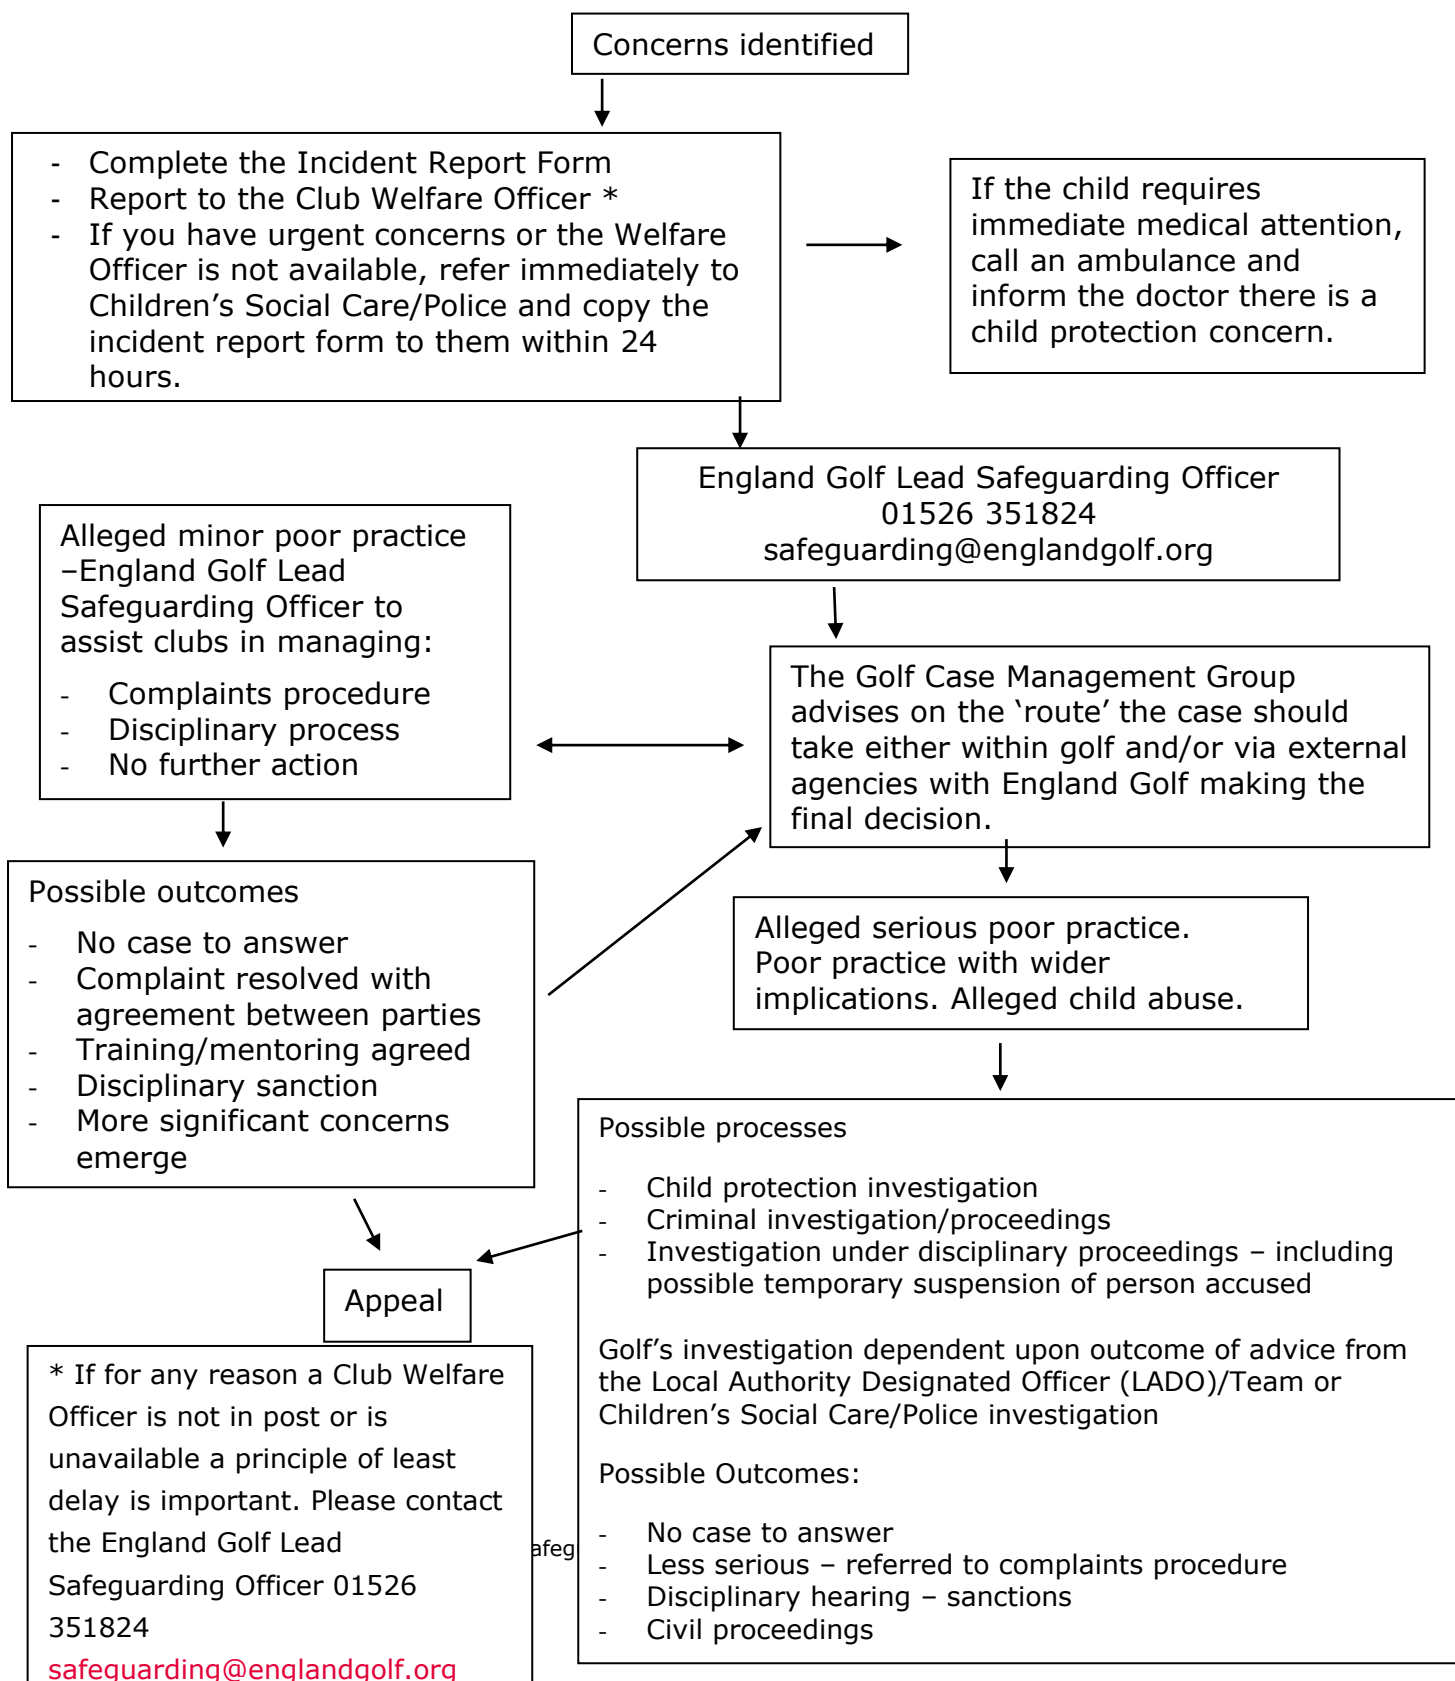 Concerns identified
- Complete the Incident Report Form
- Report to the Club Welfare Officer *
- If you have urgent concerns or the Welfare
Officer is not available, refer immediately to
Children’s Social Care/Police and copy the
incident report form to them within 24
hours.
If the child requires
immediate medical attention,
call an ambulance and
inform the doctor there is a
child protection concern.
England Golf Lead Safeguarding Officer
01526 351824
safeguarding@englandgolf.org
Alleged minor poor practice
–England Golf Lead
Safeguarding Officer to
assist clubs in managing:
- Complaints procedure
- Disciplinary process
- No further action
The Golf Case Management Group
advises on the ‘route’ the case should
take either within golf and/or via external
agencies with England Golf making the
final decision.
Possible outcomes
- No case to answer
- Complaint resolved with
agreement between parties
- Training/mentoring agreed
- Disciplinary sanction
- More significant concerns
emerge
Alleged serious poor practice.
Poor practice with wider
implications. Alleged child abuse.
Possible processes
- Child protection investigation
- Criminal investigation/proceedings
- Investigation under disciplinary proceedings – including
possible temporary suspension of person accused
Golf’s investigation dependent upon outcome of advice from
the Local Authority Designated Officer (LADO)/Team or
Children’s Social Care/Police investigation
Possible Outcomes:
- No case to answer
- Less serious – referred to complaints procedure
- Disciplinary hearing – sanctions
- Civil proceedings
Appeal
* If for any reason a Club Welfare
Officer is not in post or is
unavailable a principle of least
delay is important. Please contact
the England Golf Lead
Safeguarding Officer 01526
351824
safeguarding@englandgolf.org